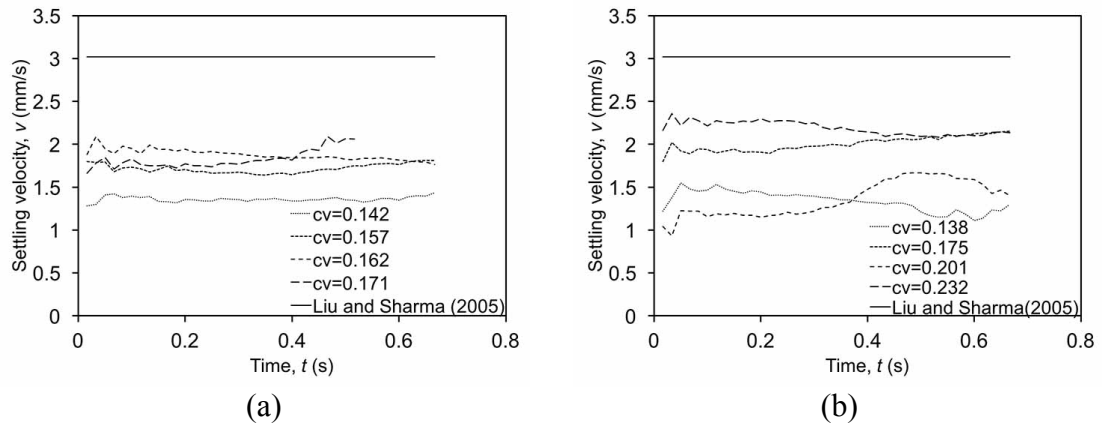 3.5
3
2.5
2
1.5
1
0.5
0
Settling velocity, v (mm/s)
0
0.2
0.4
0.6
0.8
Time, t (s)
cv=0.142
cv=0.157
cv=0.162
cv=0.171
Liu and Sharma (2005)
(a)
3.5
3
2.5
2
1.5
1
0.5
0
Settling velocity, v (mm/s)
0
0.2
0.4
0.6
0.8
Time, t (s)
cv=0.138
cv=0.175
cv=0.201
cv=0.232
Liu and Sharma(2005)
(b)